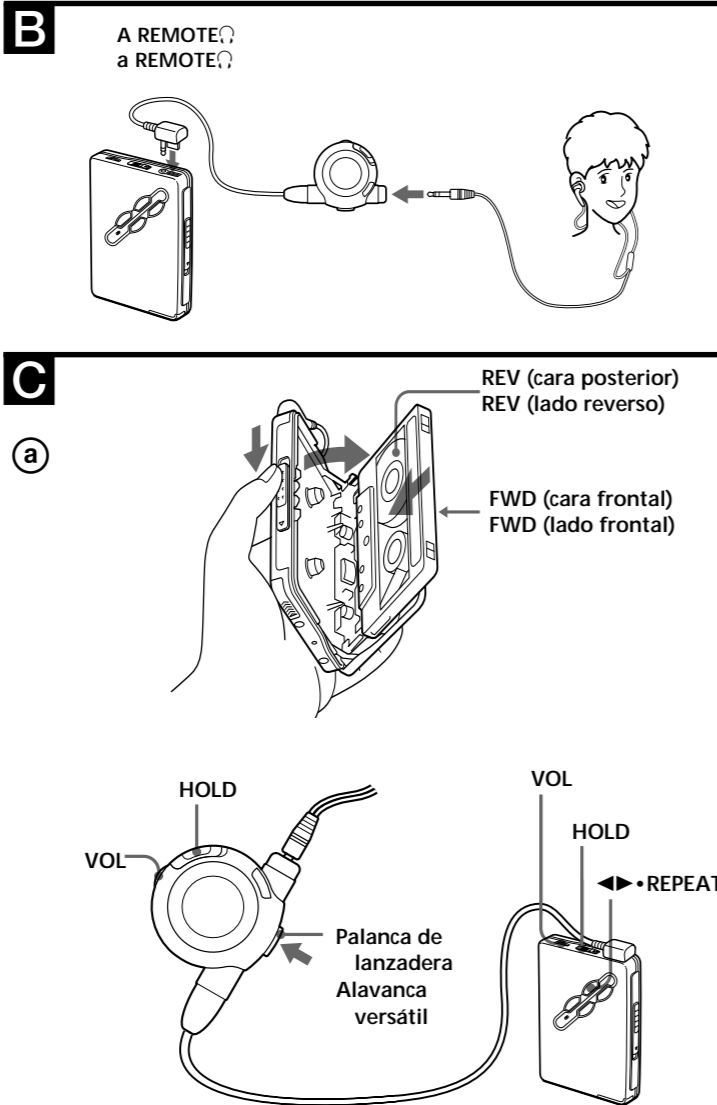 B
A REMOTE🎧
a REMOTE🎧
C
a
REV (cara posterior)
REV (lado reverso)
FWD (cara frontal)
FWD (lado frontal)
HOLD
VOL
Palanca de
lanzadera
Alavanca
versátil
VOL
HOLD
◀▶•REPEAT